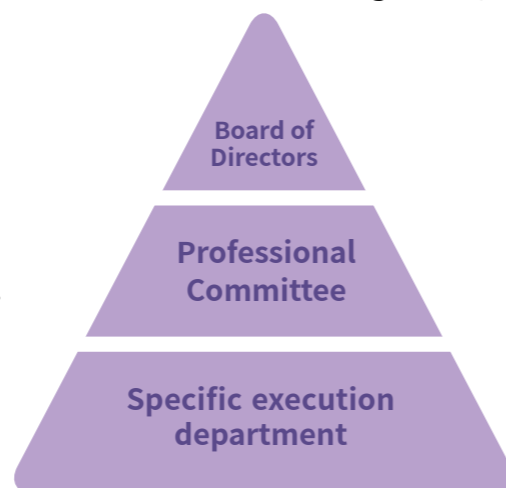 Board of
Directors
Professional
Committee
Specific execution
department